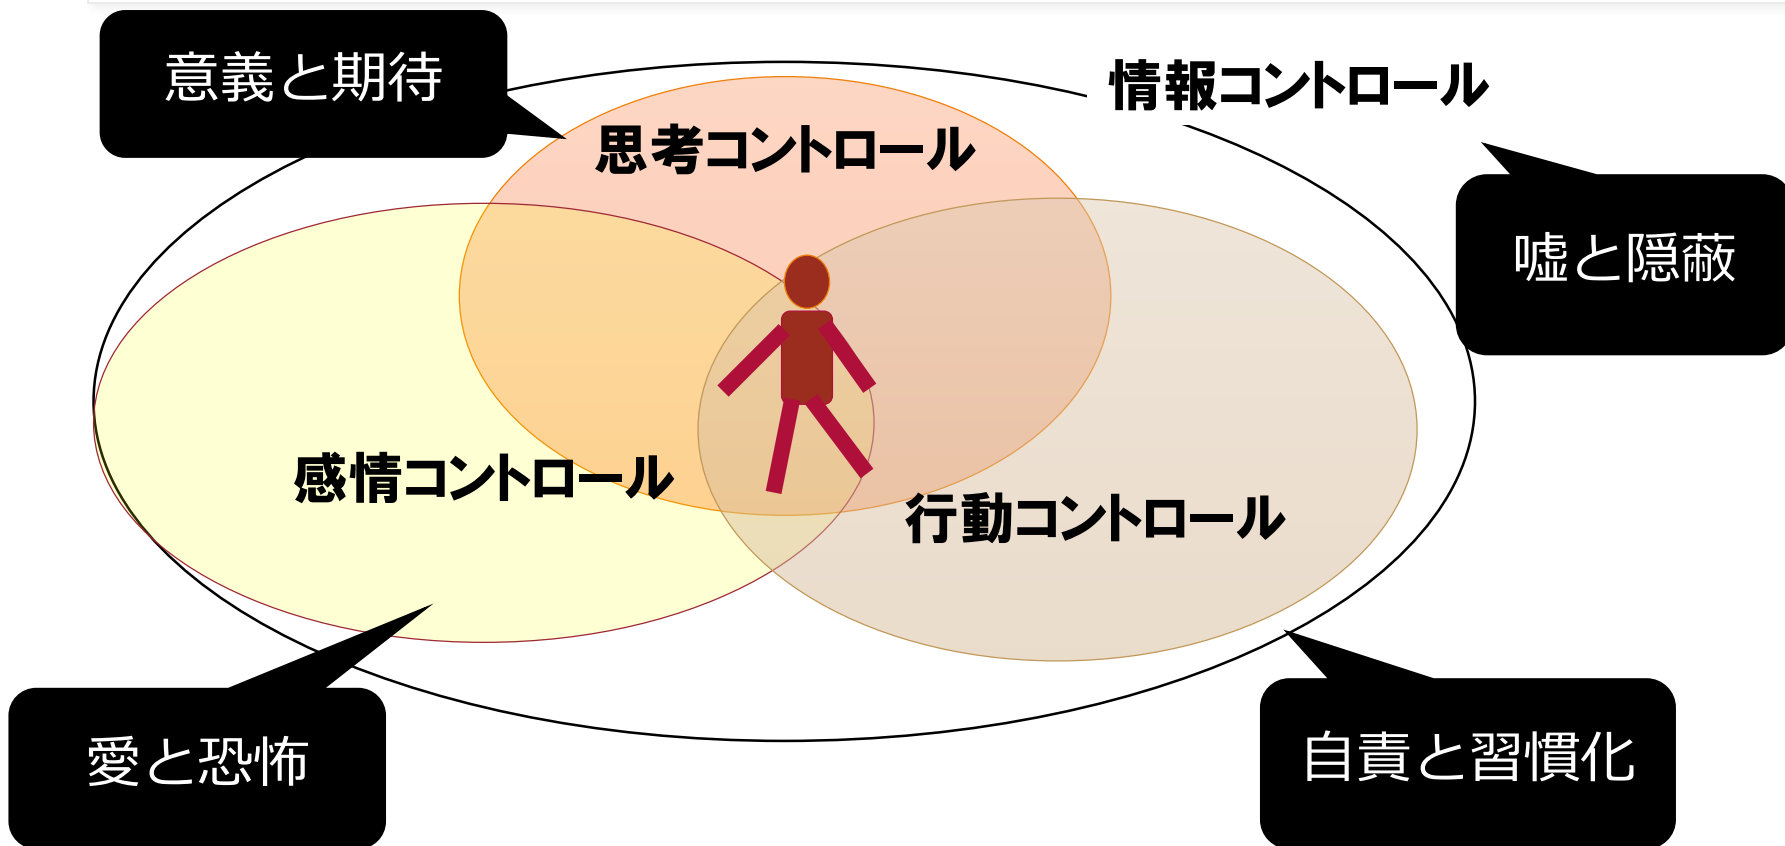 意義と期待
情報コントロール
思考コントロール
嘘と隠蔽
感情コントロール
行動コントロール
愛と恐怖
自責と習慣化